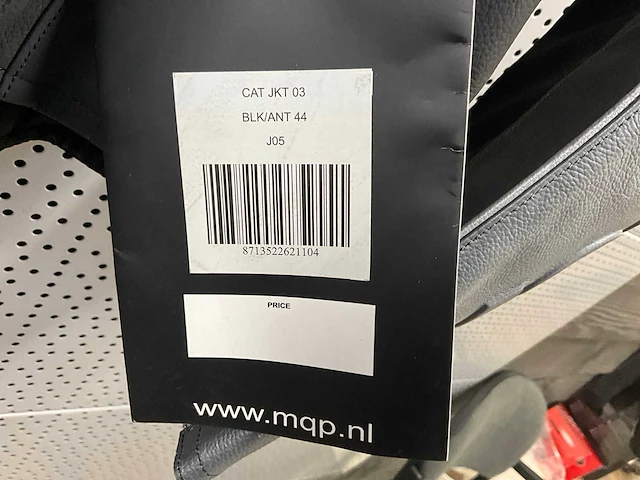 CAT JKT 03
BLK/ANT 44
J05
8713522621104
PRICE
www.mqp.nl